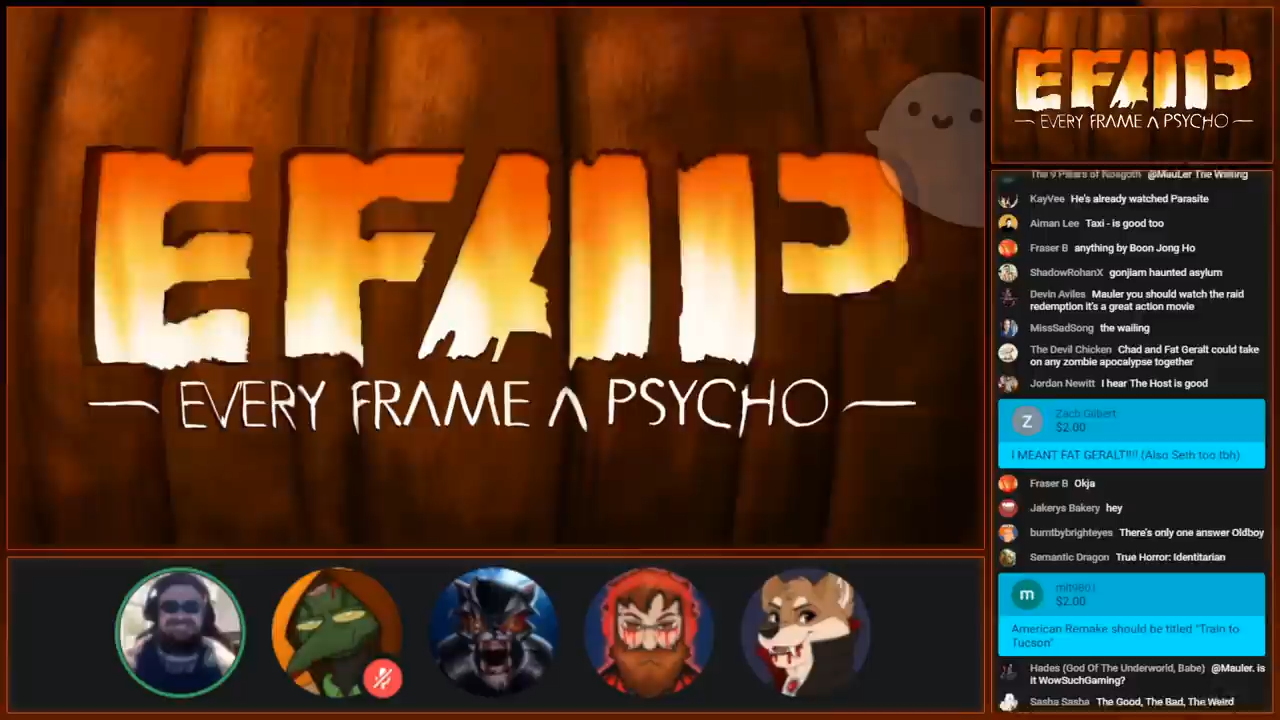 EFAP
EVERY FRAME A PSYCHO
EFAP
EVERY FRAME A PSYCHO
The 9 Pillars of Nosgoth @MauLer The Wailing
KayVee He's already watched Parasite
Aiman Lee Taxi - is good too
Fraser B anything by Boon Jong Ho
ShadowRohanX gonjiam haunted asylum
Devin Aviles Mauler you should watch the raid
redemption it's a great action movie
MissSadSong the wailing
The Devil Chicken Chad and Fat Geralt could take
on any zombie apocalypse together
Jordan Newitt I hear The Host is good
Z
Zach Gilbert
$2.00
I MEANT FAT GERALT!!!! (Also Seth too tbh)
Fraser B Okja
Jakerys Bakery hey
burntbybrighteyes There's only one answer Oldboy
Semantic Dragon True Horror: Identitarian
m
mit9801
$2.00
American Remake should be titled "Train to
Tucson"
Hades (God Of The Underworld, Babe) @Mauler. is
it WowSuchGaming?
Sasha Sasha The Good, The Bad, The Weird